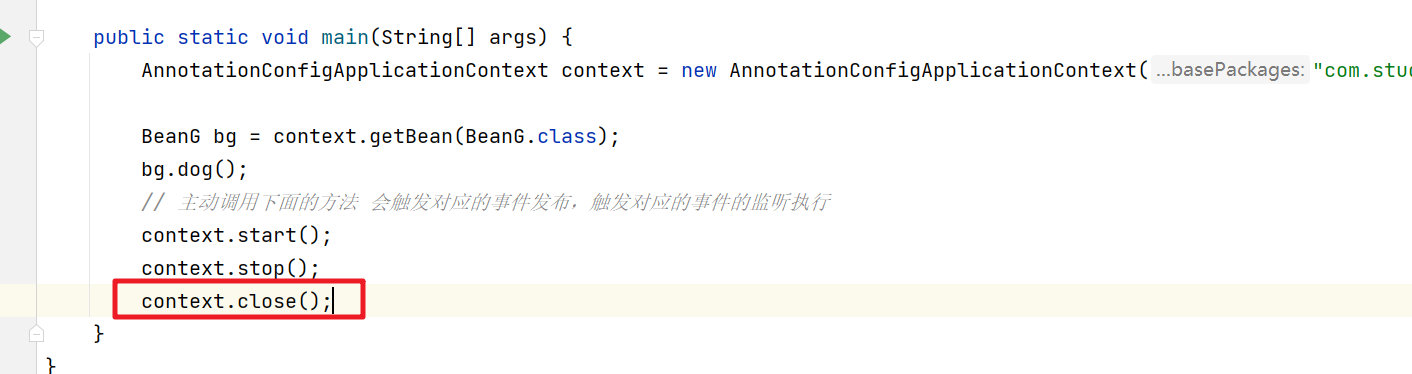 public static void main(String[] args) {
AnnotationConfigApplicationContext context = new AnnotationConfigApplicationContext( ...basePackages: "com.stud
BeanG bg = context.getBean(BeanG.class);
bg.dog();
// 主动调用下面的方法 会触发对应的事件发布，触发对应的事件的监听执行
context.start();
context.stop();
context.close();
}
}